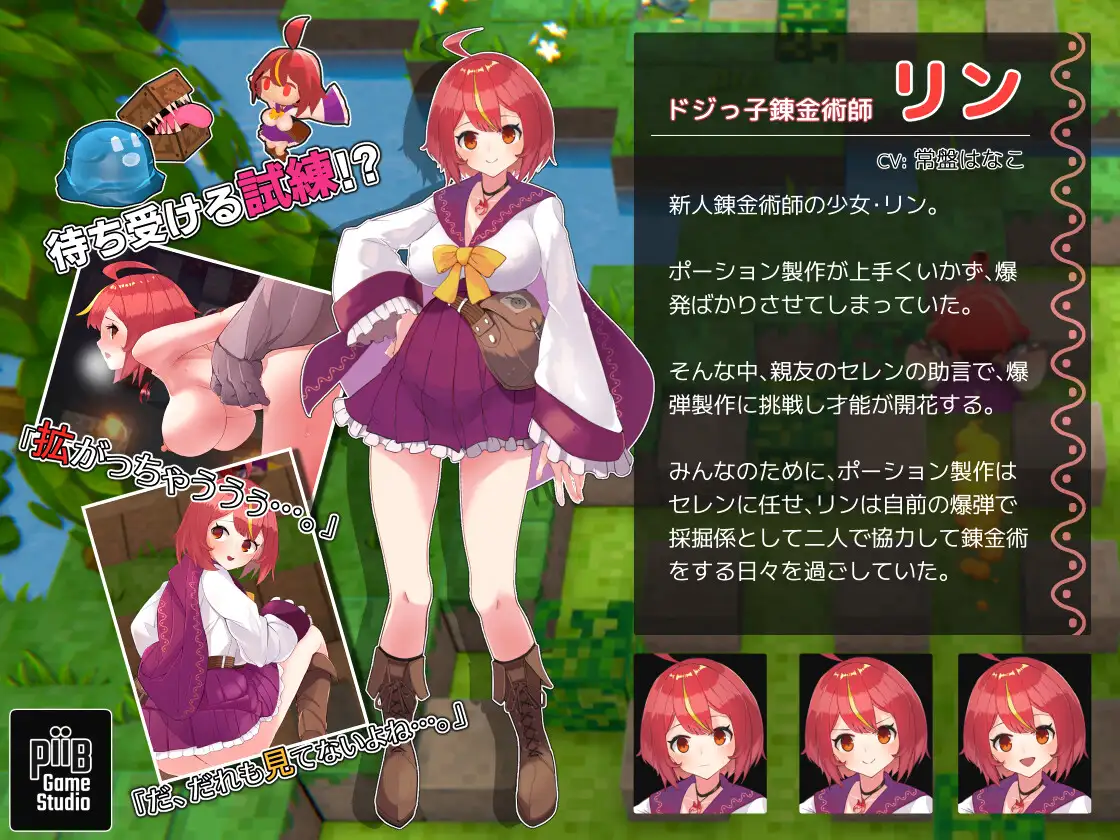 リン
ドジっ子錬金術師
CV: 常盤はなこ
新人錬金術師の少女･リン。
ポーション製作が上手くいかず､爆
発ばかりさせてしまっていた。
そんな中､親友のセレンの助言で､爆
弾製作に挑戦し才能が開花する。
みんなのために､ポーション製作は
セレンに任せ､リンは自前の爆弾で
採掘係として二人で協力して錬金術
をする日々を過ごしていた。
待ち受ける試練!?
『拡がっちゃううぅ…。』
『だ､だれも見てないよね…。』
piiB
Game
Studio